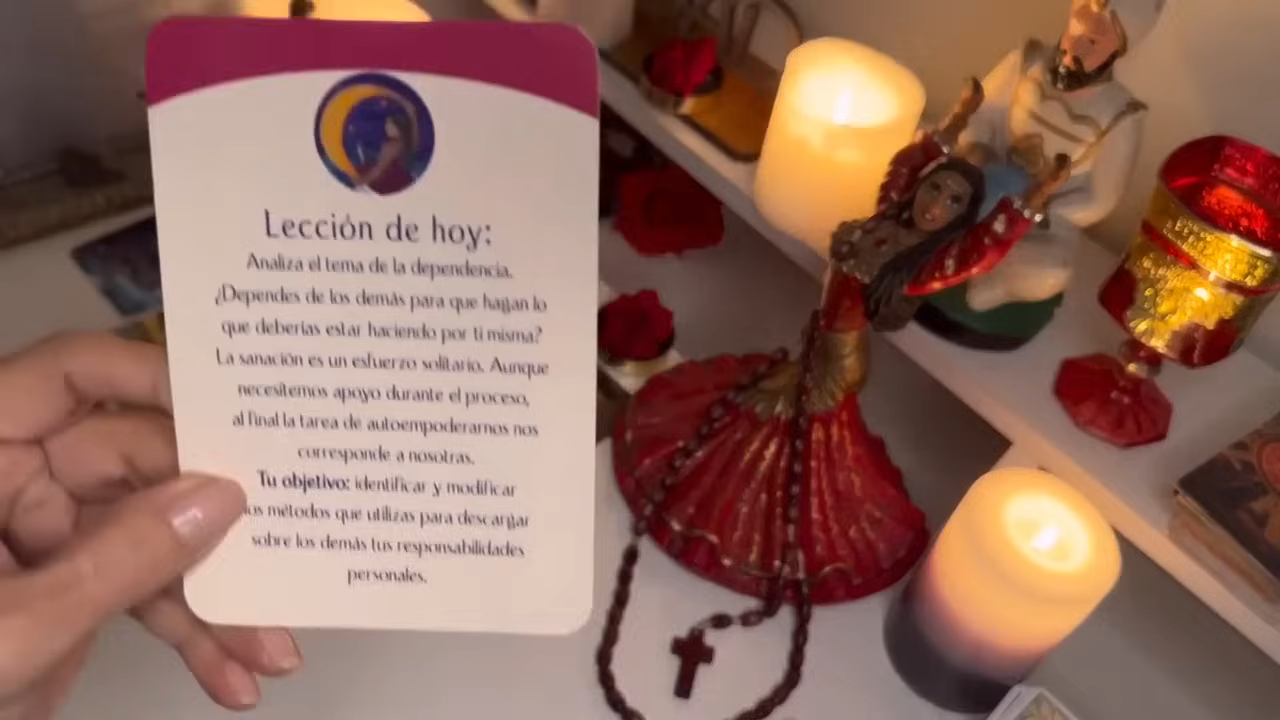 Lección de hoy:
Analiza el tema de la dependencia.
¿Dependes de los demás para que hagan lo
que deberías estar haciendo por ti misma?
La sanación es un esfuerzo solitario. Aunque
necesitemos apoyo durante el proceso,
al final la tarea de autoempoderarnos nos
corresponde a nosotras.
Tu objetivo: identificar y modificar
los métodos que utilizas para descargar
sobre los demás tus responsabilidades
personales.